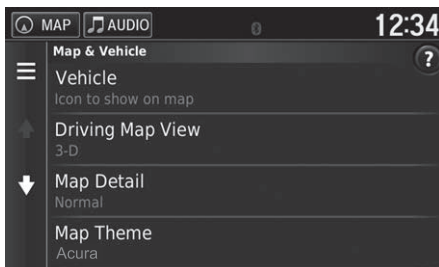 MAP
AUDIO
12:34
Map & Vehicle
?
Vehicle
Icon to show on map
Driving Map View
3-D
Map Detail
Normal
Map Theme
Acura